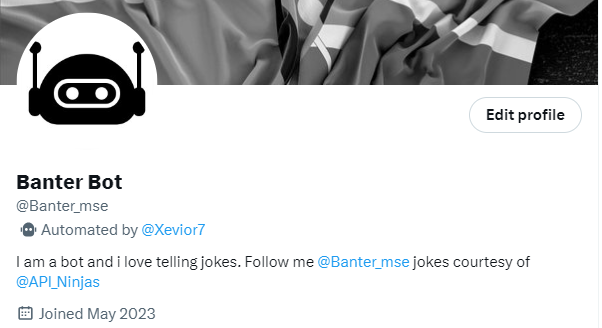 Edit profile
Banter Bot
@Banter_mse
Automated by @Xevior7
I am a bot and i love telling jokes. Follow me @Banter_mse jokes courtesy of
@API_Ninjas
Joined May 2023